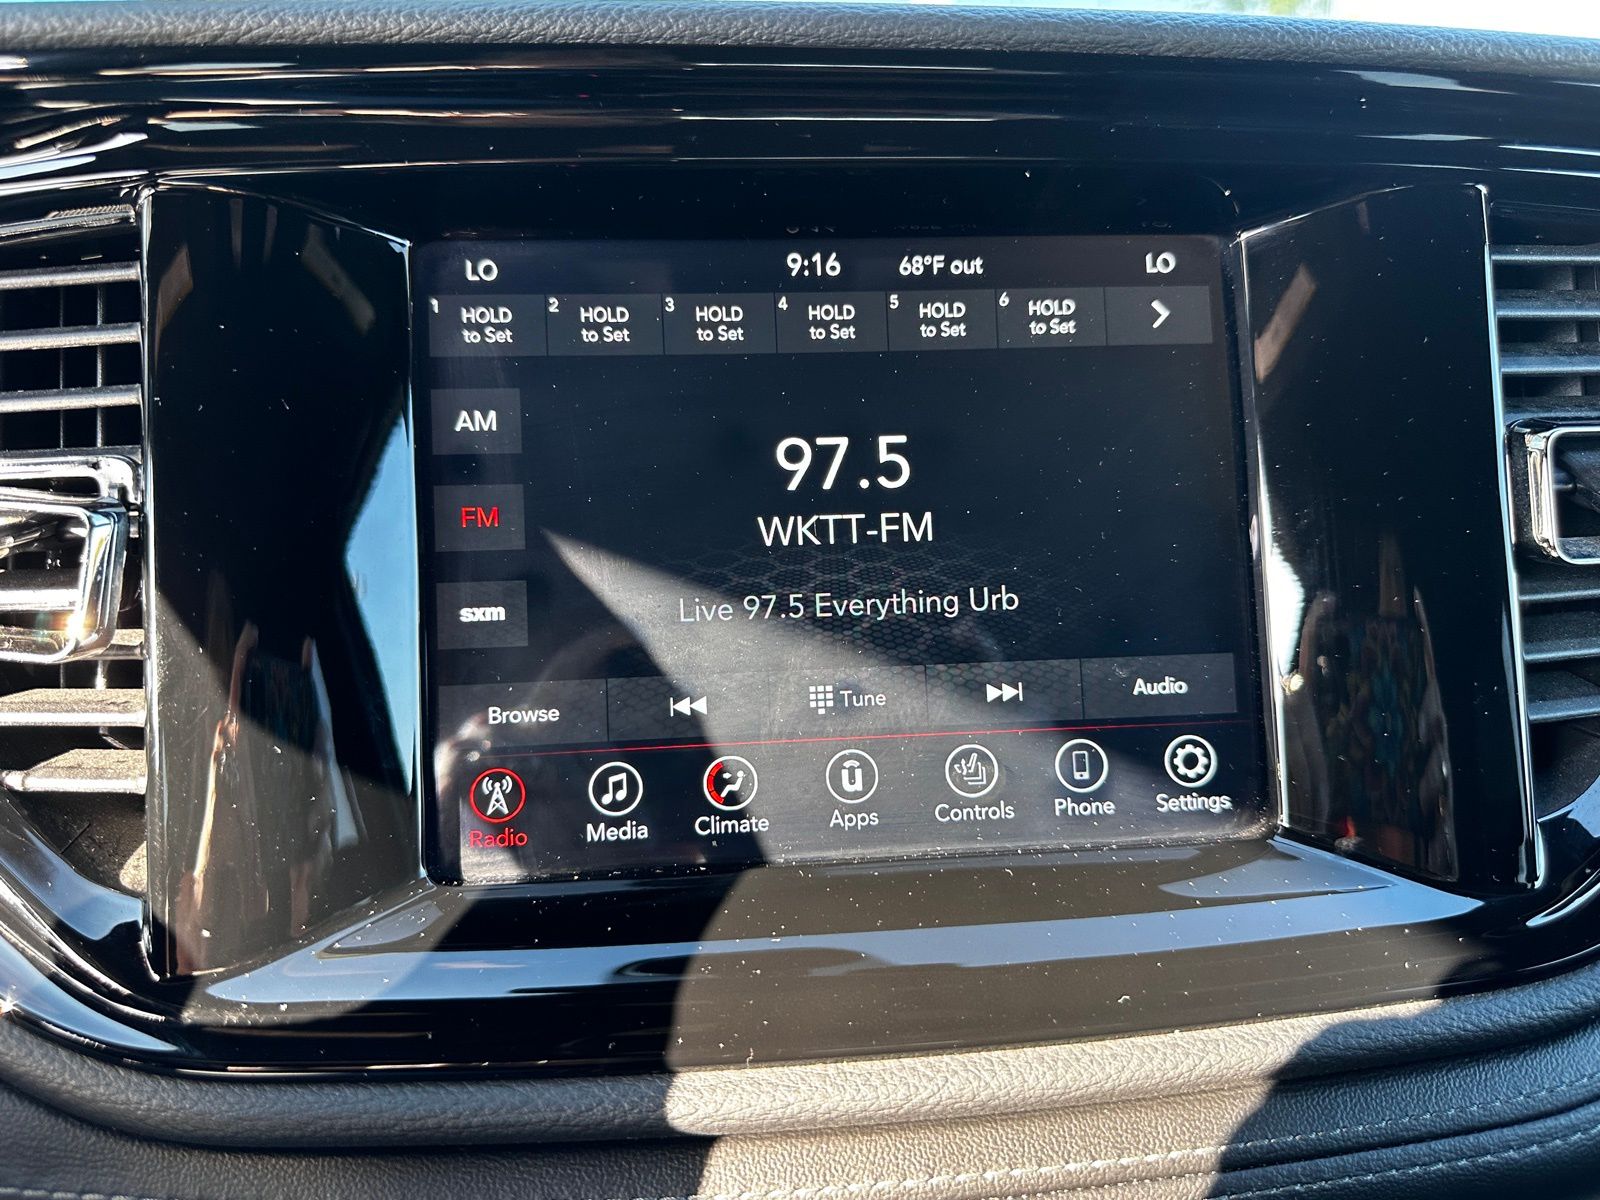 LO 9:16 68°F out LO
1 HOLD to Set 2 HOLD to Set 3 HOLD to Set 4 HOLD to Set 5 HOLD to Set 6 HOLD to Set
AM
97.5
FM
WKTT-FM
Live 97.5 Everything Urb
sxm
Browse Tune Audio
Radio Media Climate Apps Controls Phone Settings